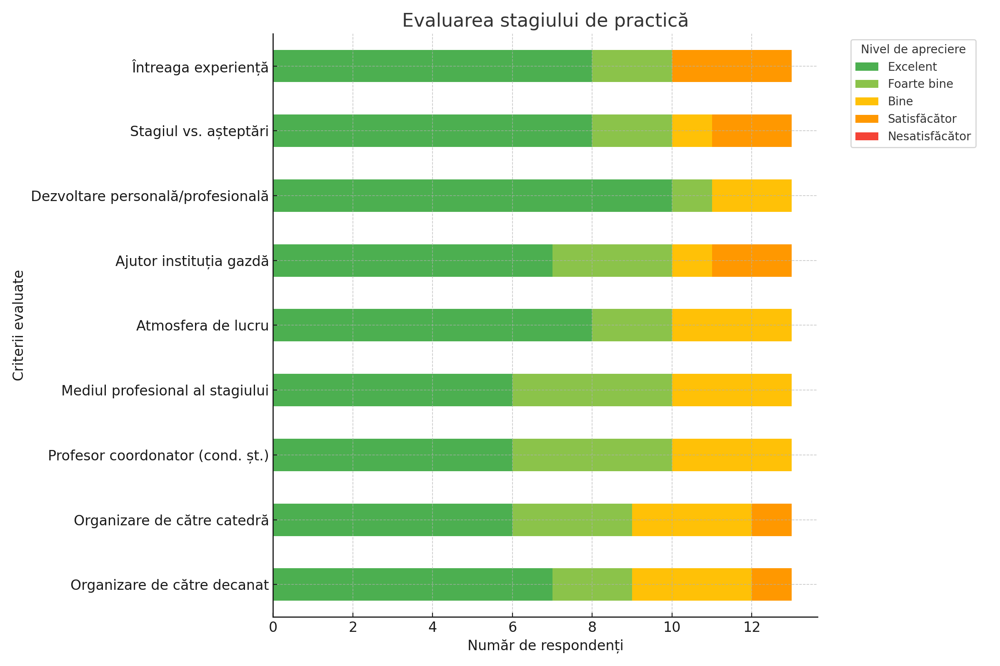 Evaluarea stagiului de practică
Nivel de apreciere
Excelent
Foarte bine
Bine
Satisfăcător
Nesatisfăcător
Criterii evaluate
Întreaga experiență
Stagiul vs. așteptări
Dezvoltare personală/profesională
Ajutor instituția gazdă
Atmosfera de lucru
Mediul profesional al stagiului
Profesor coordonator (cond. șt.)
Organizare de către catedră
Organizare de către decanat
0 2 4 6 8 10 12
Număr de respondenți